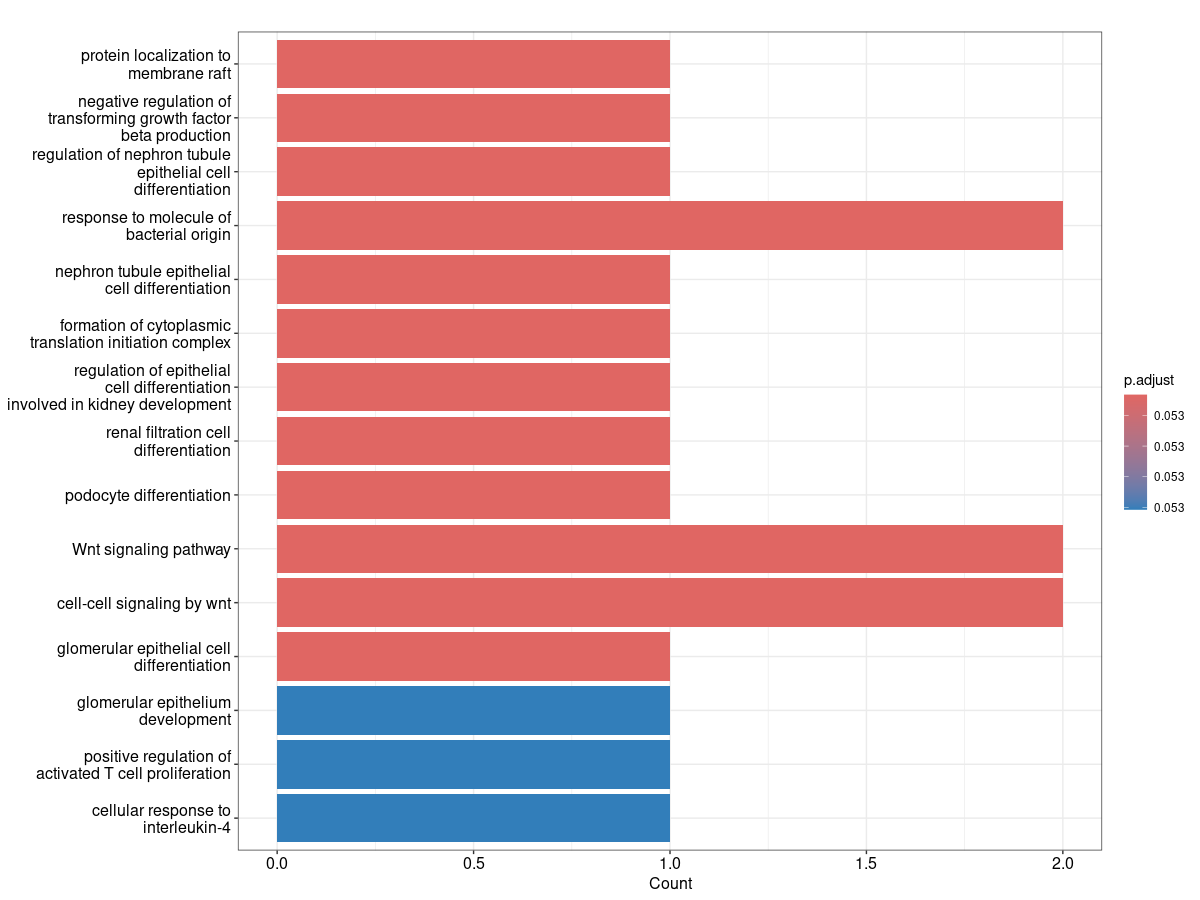 protein localization to
membrane raft
negative regulation of
transforming growth factor
beta production
regulation of nephron tubule
epithelial cell
differentiation
response to molecule of
bacterial origin
nephron tubule epithelial
cell differentiation
formation of cytoplasmic
translation initiation complex
regulation of epithelial
cell differentiation
involved in kidney development
renal filtration cell
differentiation
podocyte differentiation
Wnt signaling pathway
cell-cell signaling by wnt
glomerular epithelial cell
differentiation
glomerular epithelium
development
positive regulation of
activated T cell proliferation
cellular response to
interleukin-4
0.0 0.5 1.0 1.5 2.0
Count
p.adjust
0.053
0.053
0.053
0.053